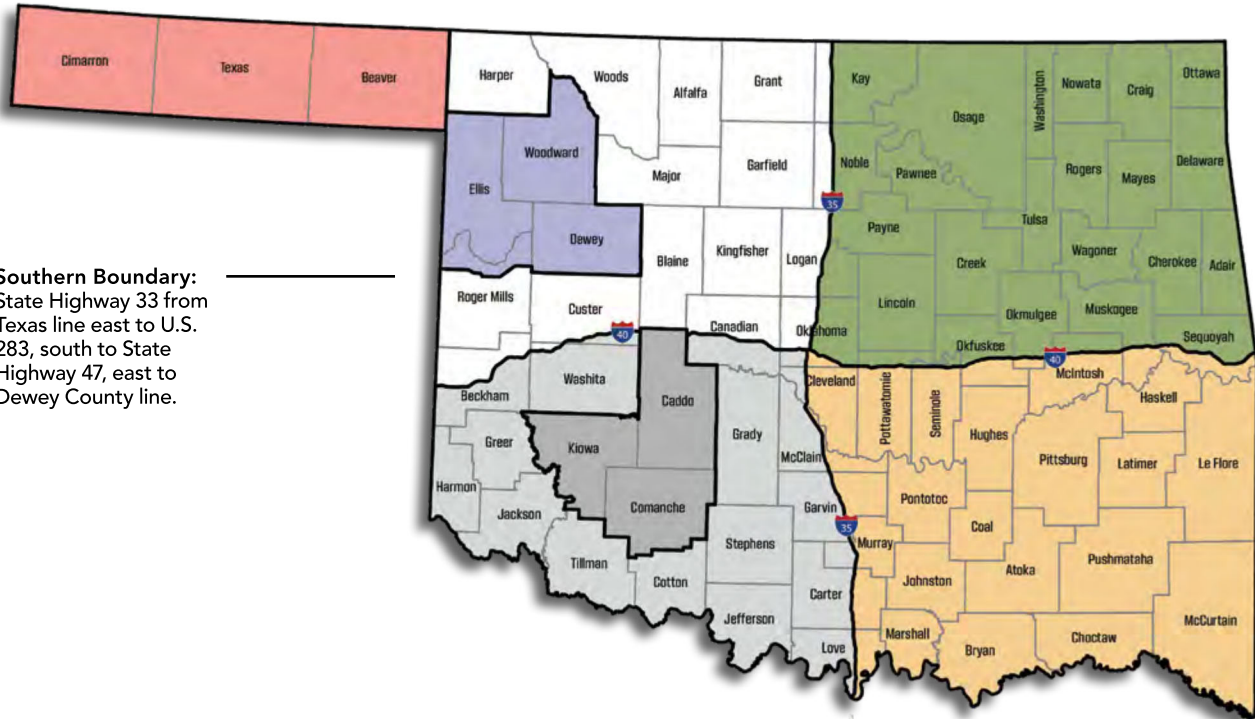 Cimarron
Texas
Beaver
Harper
Woods
Alfalfa
Grant
Kay
Osage
Washington
Nowata
Craig
Ottawa
Woodward
Ellis
Major
Garfield
Noble
Pawnee
Rogers
Mayes
Delaware
35
Dewey
Payne
Tulsa
Blaine
Kingfisher
Logan
Creek
Wagoner
Cherokee
Adair
Southern Boundary:
State Highway 33 from
Texas line east to U.S.
283, south to State
Highway 47, east to
Dewey County line.
Roger Mills
Custer
Lincoln
Okmulgee
Muskogee
40
Canadian
Oklahoma
Okfuskee
Sequoyah
40
McIntosh
Beckham
Washita
Caddo
Cleveland
Pottawatomie
Seminole
Haskell
Greer
Kiowa
Grady
McClain
Hughes
Pittsburg
Latimer
Le Flore
Harmon
Jackson
Comanche
Garvin
Pontotoc
35
Coal
Stephens
Murray
Tillman
Cotton
Carter
Johnston
Atoka
Pushmataha
Jefferson
Love
Marshall
Bryan
Choctaw
McCurtain